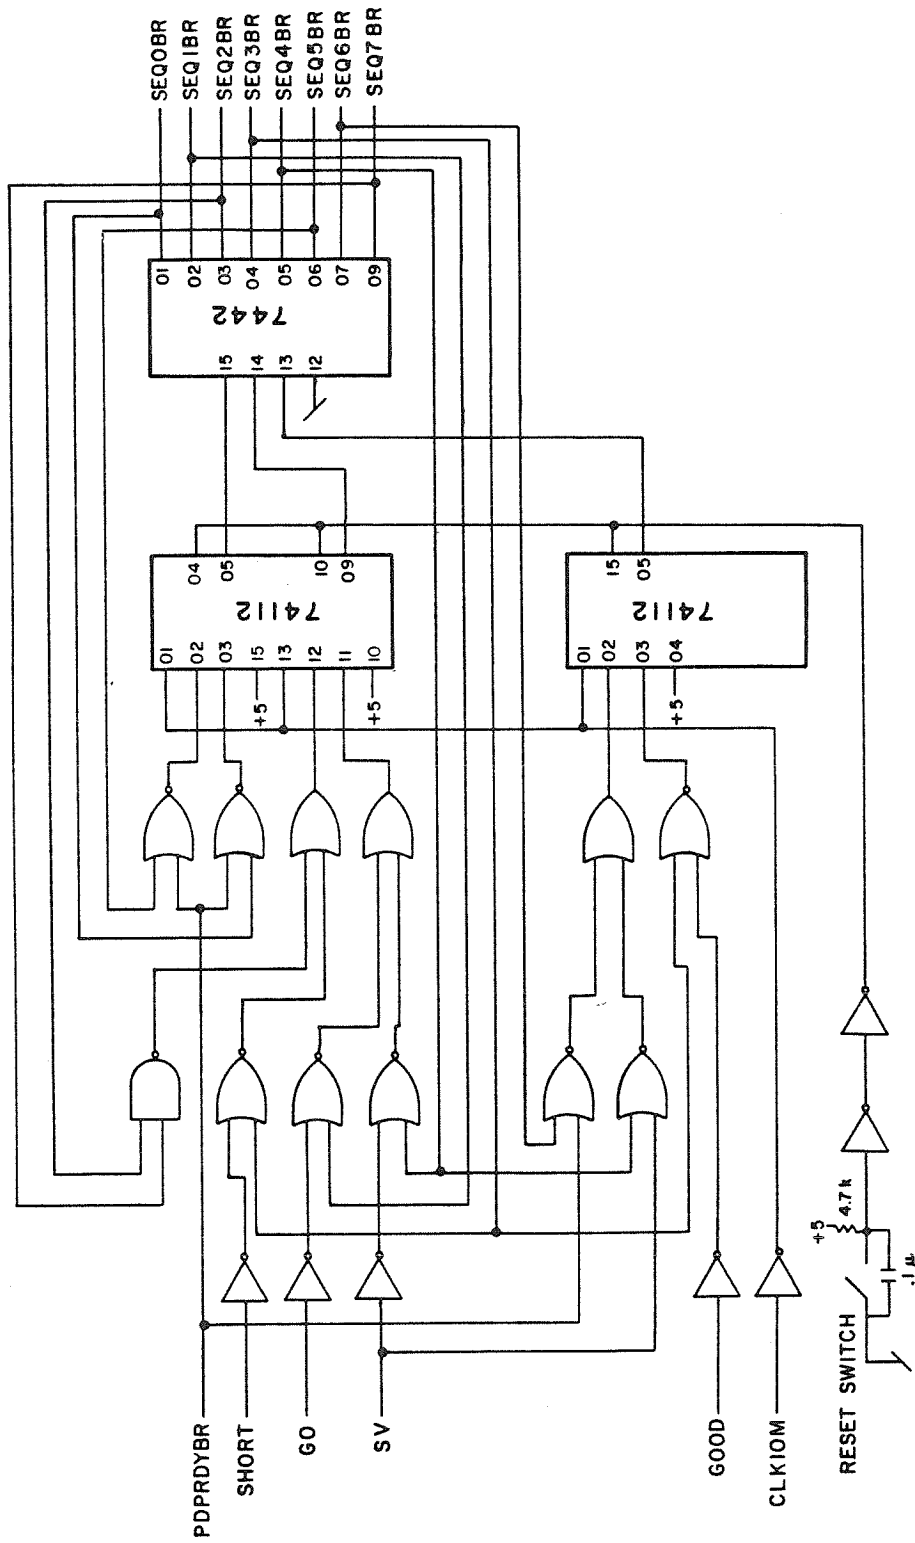 SEQ0BR
SEQ1BR
SEQ2BR
SEQ3BR
SEQ4BR
SEQ5BR
SEQ6BR
SEQ7BR
01
02
03
04
05
06
07
09
7442
15
14
13
12
04
05
10
09
74112
01
02
03
15
13
12
11
10
+5
+5
15
05
74112
01
02
03
04
+5
PDPRDYBR
SHORT
GO
SV
GOOD
CLK10M
RESET SWITCH
+5
4.7k
.1µ